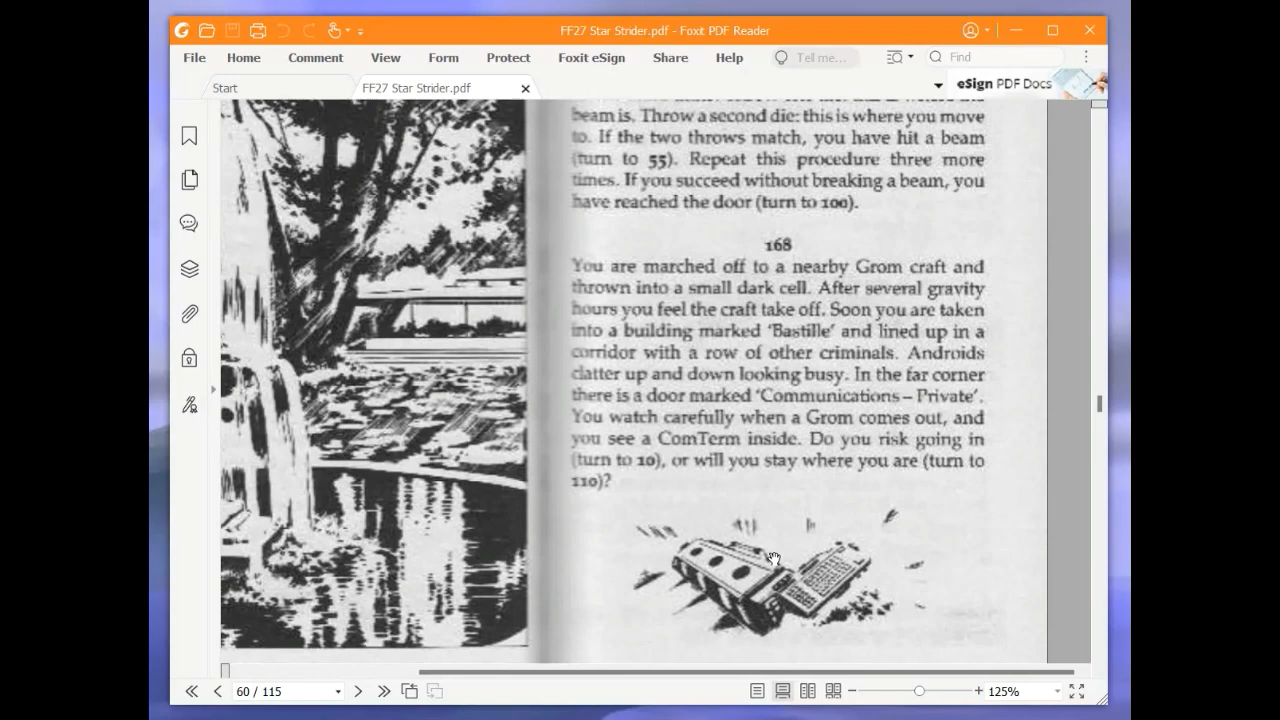 FF27 Star Strider.pdf - Foxit PDF Reader
File Home Comment View Form Protect Foxit eSign Share Help Tell me... Find
Start FF27 Star Strider.pdf eSign PDF Docs
beam is. Throw a second die: this is where you move
to. If the two throws match, you have hit a beam
(turn to 55). Repeat this procedure three more
times. If you succeed without breaking a beam, you
have reached the door (turn to 100).
168
You are marched off to a nearby Grom craft and
thrown into a small dark cell. After several gravity
hours you feel the craft take off. Soon you are taken
into a building marked ‘Bastille’ and lined up in a
corridor with a row of other criminals. Androids
clatter up and down looking busy. In the far corner
there is a door marked ‘Communications – Private’.
You watch carefully when a Grom comes out, and
you see a ComTerm inside. Do you risk going in
(turn to 10), or will you stay where you are (turn to
110)?
60 / 115 125%